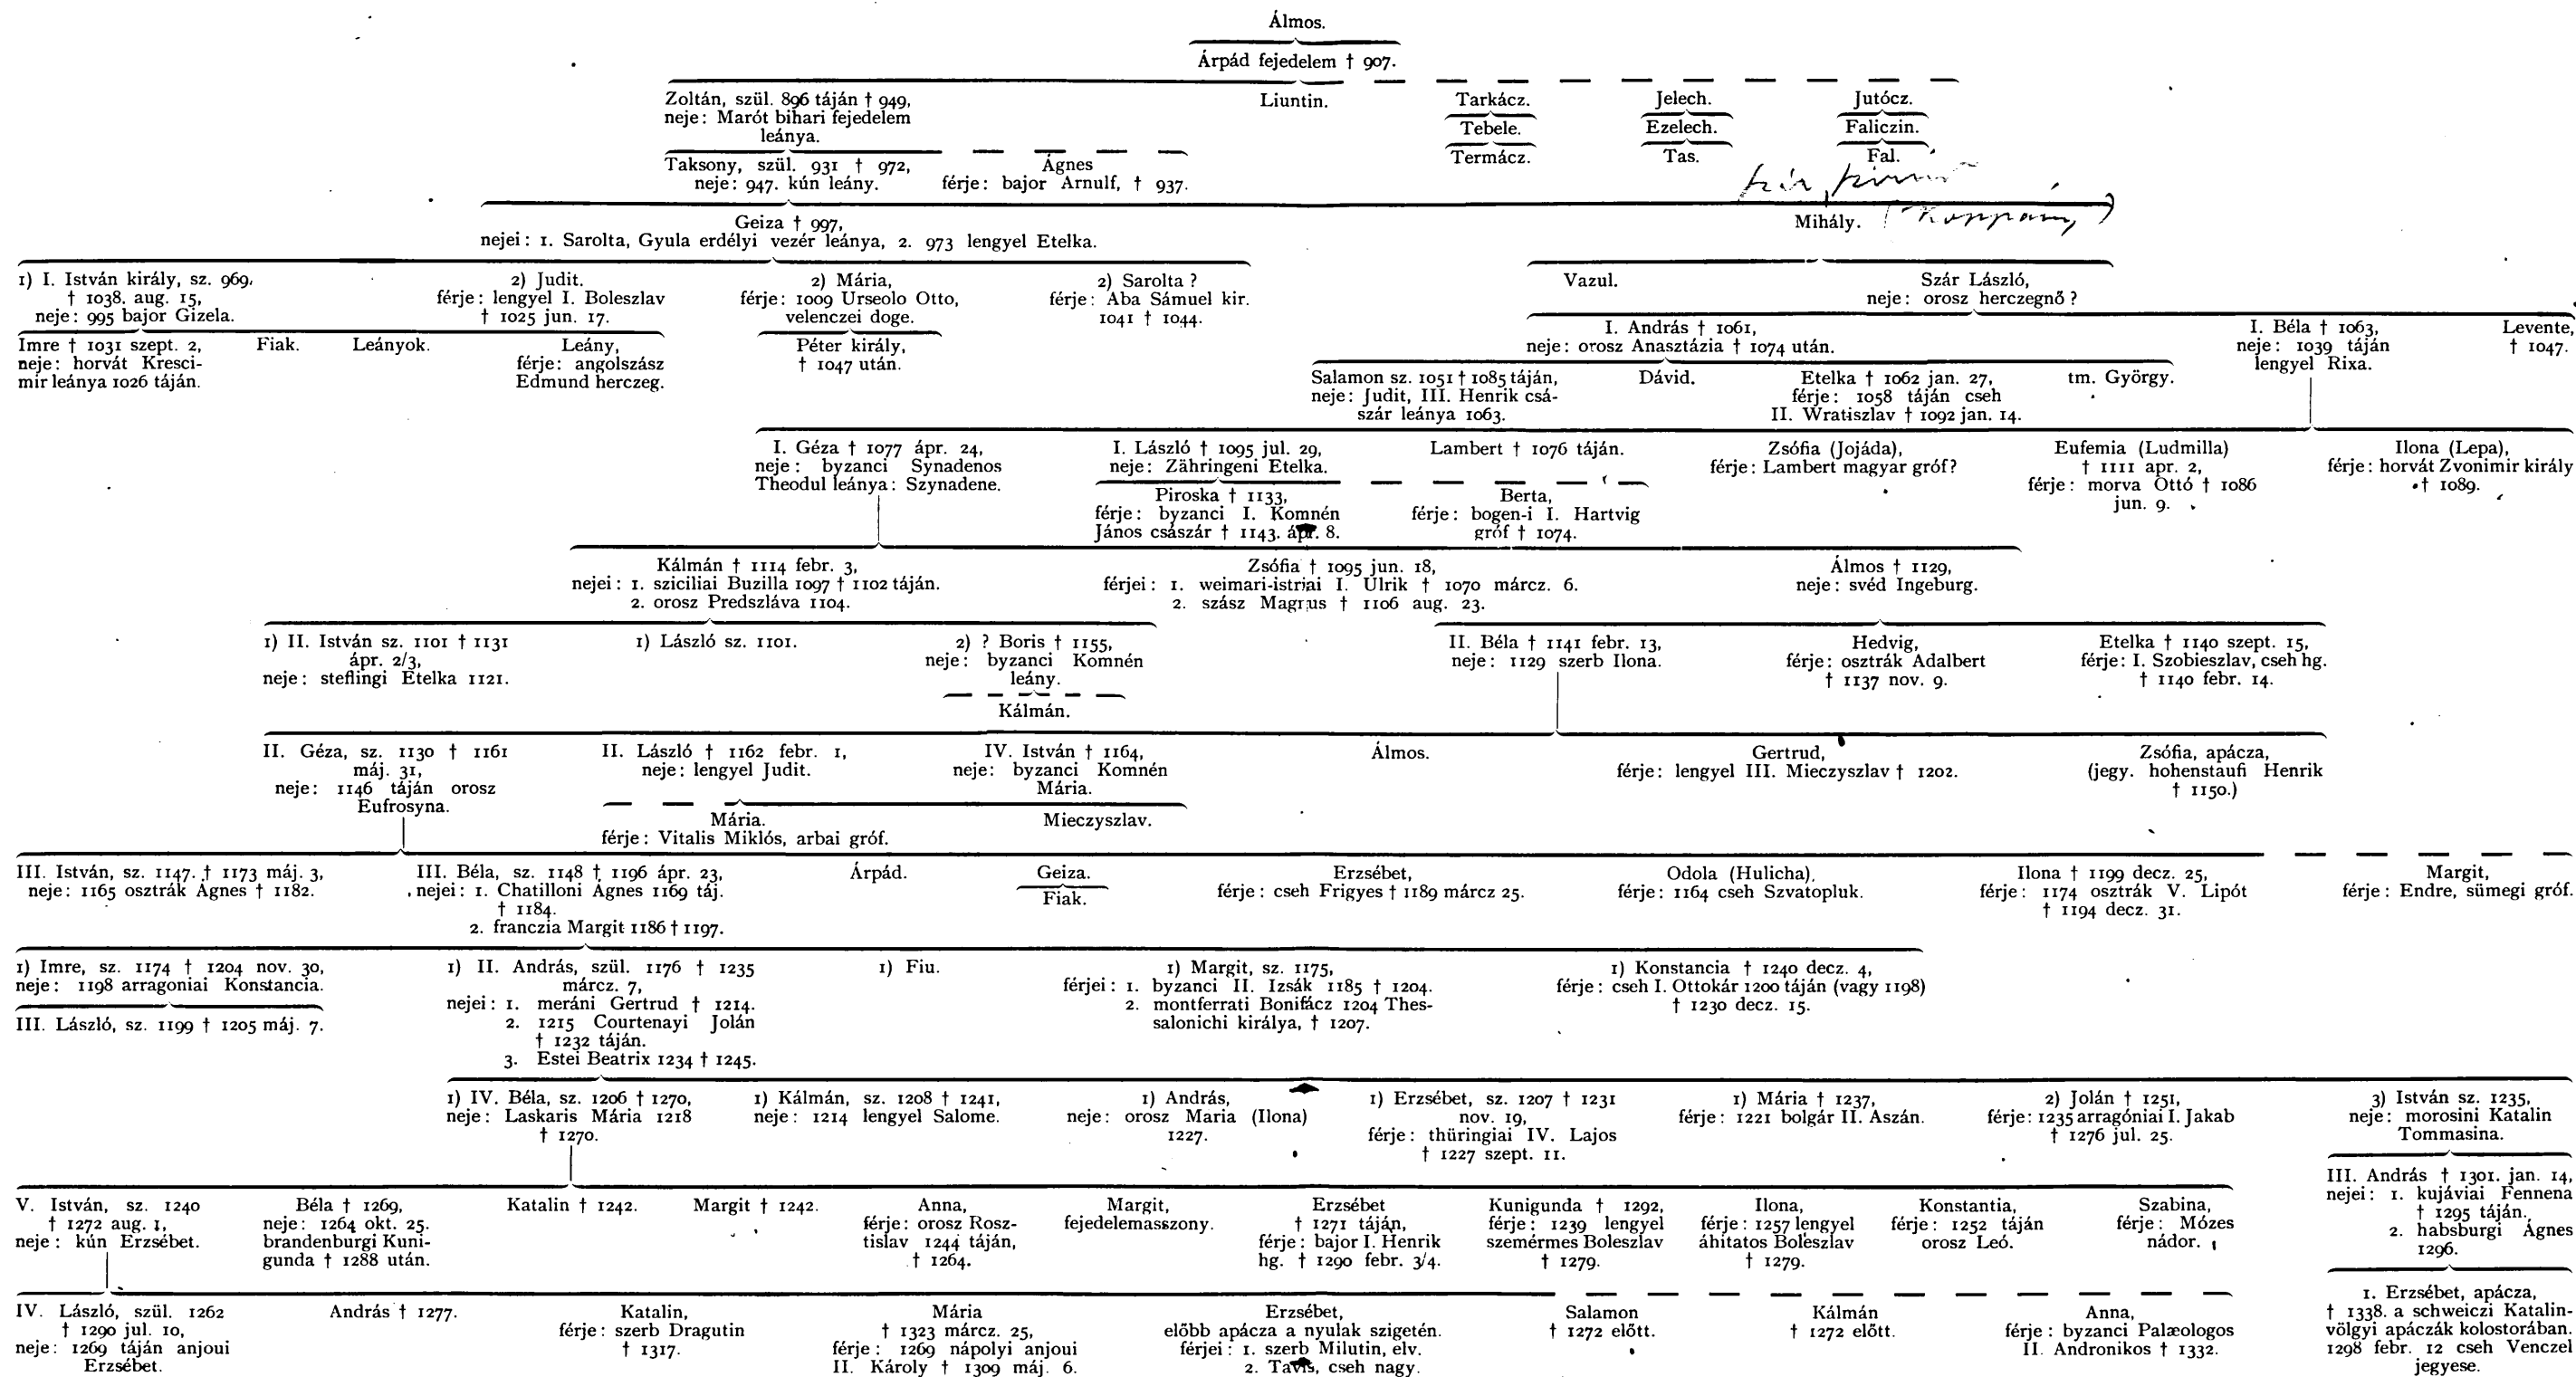 Álmos.
Árpád fejedelem † 907.
Zoltán, szül. 896 táján † 949,
neje: Marót bihari fejedelem
leánya.
Liuntin.
Tarkácz.
Tebele.
Termácz.
Jelech.
Ezelech.
Tas.
Jutócz.
Faliczin.
Fal.
Taksony, szül. 931 † 972,
neje: 947. kún leány.
Ágnes
férje: bajor Arnulf, † 937.
Geiza † 997,
nejei: 1. Sarolta, Gyula erdélyi vezér leánya, 2. 973 lengyel Etelka.
Mihály. (Koppány)
1) I. István király, sz. 969,
† 1038. aug. 15,
neje: 995 bajor Gizela.
2) Judit.
férje: lengyel I. Boleszlav
† 1025 jun. 17.
2) Mária,
férje: 1009 Urseolo Otto,
velenczei doge.
2) Sarolta?
férje: Aba Sámuel kir.
1041 † 1044.
Vazul.
Szár László,
neje: orosz herczegnő?
Imre † 1031 szept. 2,
neje: horvát Kresci-
mir leánya 1026 táján.
Fiak.
Leányok.
Leány,
férje: angolszász
Edmund herczeg.
Péter király,
† 1047 után.
I. András † 1061,
neje: orosz Anasztázia † 1074 után.
I. Béla † 1063,
neje: 1039 táján
lengyel Rixa.
Levente,
† 1047.
Salamon sz. 1051 † 1085 táján,
neje: Judit, III. Henrik csá-
szár leánya 1063.
Dávid.
Etelka † 1062 jan. 27,
férje: 1058 táján cseh
II. Wratiszlav † 1092 jan. 14.
tm. György.
I. Géza † 1077 ápr. 24,
neje: byzanci Synadenos
Theodul leánya: Szynadene.
I. László † 1095 jul. 29,
neje: Zähringeni Etelka.
Lambert † 1076 táján.
Zsófia (Jojáda),
férje: Lambert magyar gróf?
Eufemia (Ludmilla)
† 1111 apr. 2,
férje: morva Ottó † 1086
jun. 9.
Ilona (Lepa),
férje: horvát Zvonimir király
† 1089.
Piroska † 1133,
férje: byzanci I. Komnén
János császár † 1143. ápr. 8.
Berta,
férje: bogen-i I. Hartvig
gróf † 1074.
Kálmán † 1114 febr. 3,
nejei: 1. sziciliai Buzilla 1097 † 1102 táján.
2. orosz Predszláva 1104.
Zsófia † 1095 jun. 18,
férjei: 1. weimari-istriai I. Ulrik † 1070 márcz. 6.
2. szász Magnus † 1106 aug. 23.
Álmos † 1129,
neje: svéd Ingeburg.
1) II. István sz. 1101 † 1131
ápr. 2/3,
neje: steflingi Etelka 1121.
1) László sz. 1101.
2) ? Boris † 1155,
neje: byzanci Komnén
leány.
Kálmán.
II. Béla † 1141 febr. 13,
neje: 1129 szerb Ilona.
Hedvig,
férje: osztrák Adalbert
† 1137 nov. 9.
Etelka † 1140 szept. 15,
férje: I. Szobieszlav, cseh hg.
† 1140 febr. 14.
II. Géza, sz. 1130 † 1161
máj. 31,
neje: 1146 táján orosz
Eufrosyna.
II. László † 1162 febr. 1,
neje: lengyel Judit.
IV. István † 1164,
neje: byzanci Komnén
Mária.
Álmos.
Gertrud,
férje: lengyel III. Mieczyszlav † 1202.
Zsófia, apácza,
(jegy. hohenstaufi Henrik
† 1150.)
Mária.
férje: Vitalis Miklós, arbai gróf.
Mieczyszlav.
III. István, sz. 1147. † 1173 máj. 3,
neje: 1165 osztrák Ágnes † 1182.
III. Béla, sz. 1148 † 1196 ápr. 23,
nejei: 1. Chatilloni Ágnes 1169 táj.
† 1184.
2. franczia Margit 1186 † 1197.
Árpád.
Geiza.
Fiak.
Erzsébet,
férje: cseh Frigyes † 1189 márcz 25.
Odola (Hulicha),
férje: 1164 cseh Szvatopluk.
Ilona † 1199 decz. 25,
férje: 1174 osztrák V. Lipót
† 1194 decz. 31.
Margit,
férje: Endre, sümegi gróf.
1) Imre, sz. 1174 † 1204 nov. 30,
neje: 1198 arragoniai Konstancia.
III. László, sz. 1199 † 1205 máj. 7.
1) II. András, szül. 1176 † 1235
márcz. 7,
nejei: 1. meráni Gertrud † 1214.
2. 1215 Courtenayi Jolán
† 1232 táján.
3. Estei Beatrix 1234 † 1245.
1) Fiu.
1) Margit, sz. 1175,
férjei: 1. byzanci II. Izsák 1185 † 1204.
2. montferrati Bonifácz 1204 Thes-
salonichi királya, † 1207.
1) Konstancia † 1240 decz. 4,
férje: cseh I. Ottokár 1200 táján (vagy 1198)
† 1230 decz. 15.
1) IV. Béla, sz. 1206 † 1270,
neje: Laskaris Mária 1218
† 1270.
1) Kálmán, sz. 1208 † 1241,
neje: 1214 lengyel Salome.
1) András,
neje: orosz Maria (Ilona)
1227.
1) Erzsébet, sz. 1207 † 1231
nov. 19,
férje: thüringiai IV. Lajos
† 1227 szept. 11.
1) Mária † 1237,
férje: 1221 bolgár II. Aszán.
2) Jolán † 1251,
férje: 1235 arragóniai I. Jakab
† 1276 jul. 25.
3) István sz. 1235,
neje: morosini Katalin
Tommasina.
V. István, sz. 1240
† 1272 aug. 1,
neje: kún Erzsébet.
Béla † 1269,
neje: 1264 okt. 25.
brandenburgi Kuni-
gunda † 1288 után.
Katalin † 1242.
Margit † 1242.
Anna,
férje: orosz Rosz-
tislav 1244 táján,
† 1264.
Margit,
fejedelemasszony.
Erzsébet
† 1271 táján,
férje: bajor I. Henrik
hg. † 1290 febr. 3/4.
Kunigunda † 1292,
férje: 1239 lengyel
szemérmes Boleszlav
† 1279.
Ilona,
férje: 1257 lengyel
áhitatos Boleszlav
† 1279.
Konstantia,
férje: 1252 táján
orosz Leó.
Szabina,
férje: Mózes
nádor.
III. András † 1301. jan. 14,
nejei: 1. kujáviai Fennena
† 1295 táján.
2. habsburgi Ágnes
1296.
IV. László, szül. 1262
† 1290 jul. 10,
neje: 1269 táján anjoui
Erzsébet.
András † 1277.
Katalin,
férje: szerb Dragutin
† 1317.
Mária
† 1323 márcz. 25,
férje: 1269 nápolyi anjoui
II. Károly † 1309 máj. 6.
Erzsébet,
előbb apácza a nyulak szigetén.
férjei: 1. szerb Milutin, elv.
2. Tavis, cseh nagy.
Salamon
† 1272 előtt.
Kálmán
† 1272 előtt.
Anna,
férje: byzanci Palæologos
II. Andronikos † 1332.
1. Erzsébet, apácza,
† 1338. a schweiczi Katalin-
völgyi apáczák kolostorában.
1298 febr. 12 cseh Venczel
jegyese.